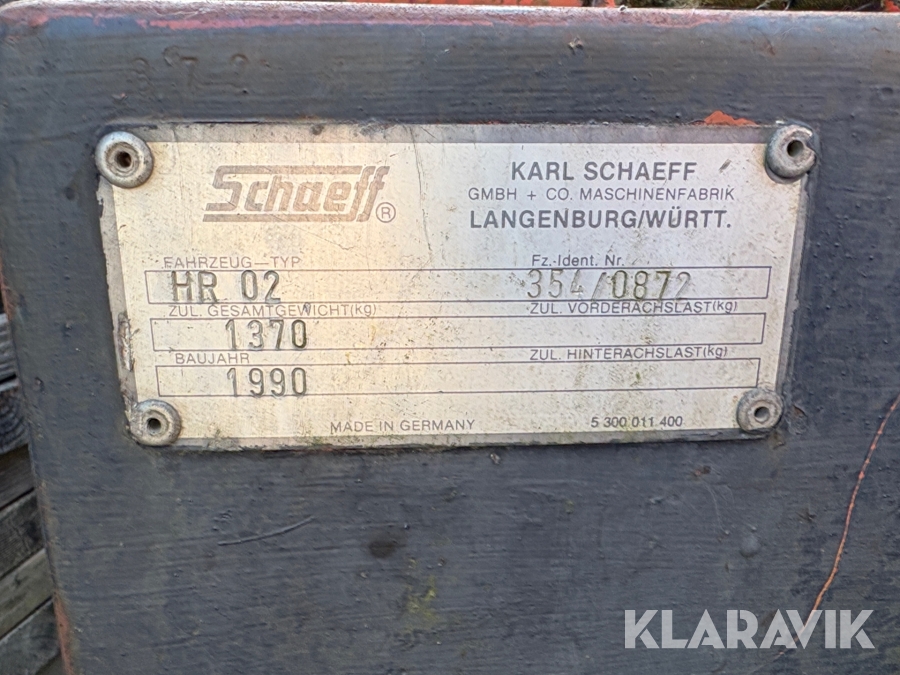 Schaeff®
KARL SCHAEFF
GMBH + CO. MASCHINENFABRIK
LANGENBURG/WÜRTT.
FAHRZEUG-TYP Fz.-Ident. Nr.
HR 02 354/0872
ZUL. GESAMTGEWICHT(kg) ZUL. VORDERACHSLAST(kg)
1370
BAUJAHR ZUL. HINTERACHSLAST(kg)
1990
MADE IN GERMANY 5 300 011 400
KLARAVIK